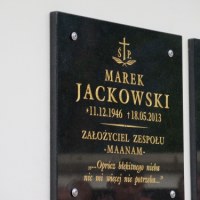 Ś P
MAREK
JACKOWSKI
*11.12.1946 †18.05.2013
ZAŁOŻYCIEL ZESPOŁU
-MAANAM-
„...Oprócz błękitnego nieba
nic mi więcej nie potrzeba..."